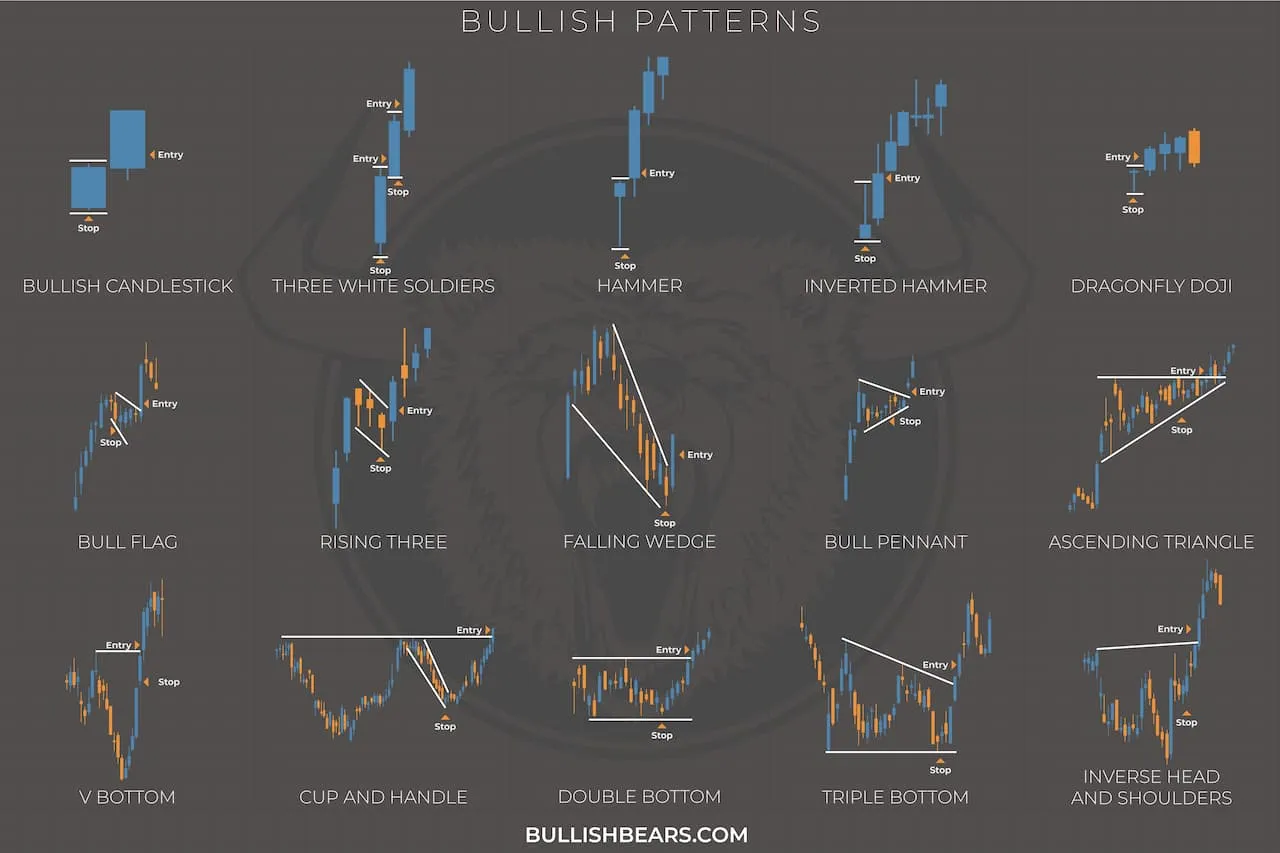 BULLISH PATTERNS
Entry
Stop
BULLISH CANDLESTICK
Entry
Entry
Stop
Stop
THREE WHITE SOLDIERS
Entry
Stop
HAMMER
Entry
Stop
INVERTED HAMMER
Entry
Stop
DRAGONFLY DOJI
Entry
Stop
BULL FLAG
Entry
Stop
RISING THREE
Entry
Stop
FALLING WEDGE
Entry
Stop
BULL PENNANT
Entry
Stop
ASCENDING TRIANGLE
Entry
Stop
V BOTTOM
Entry
Stop
CUP AND HANDLE
Entry
Stop
DOUBLE BOTTOM
Entry
Stop
TRIPLE BOTTOM
Entry
Stop
INVERSE HEAD
AND SHOULDERS
BULLISHBEARS.COM